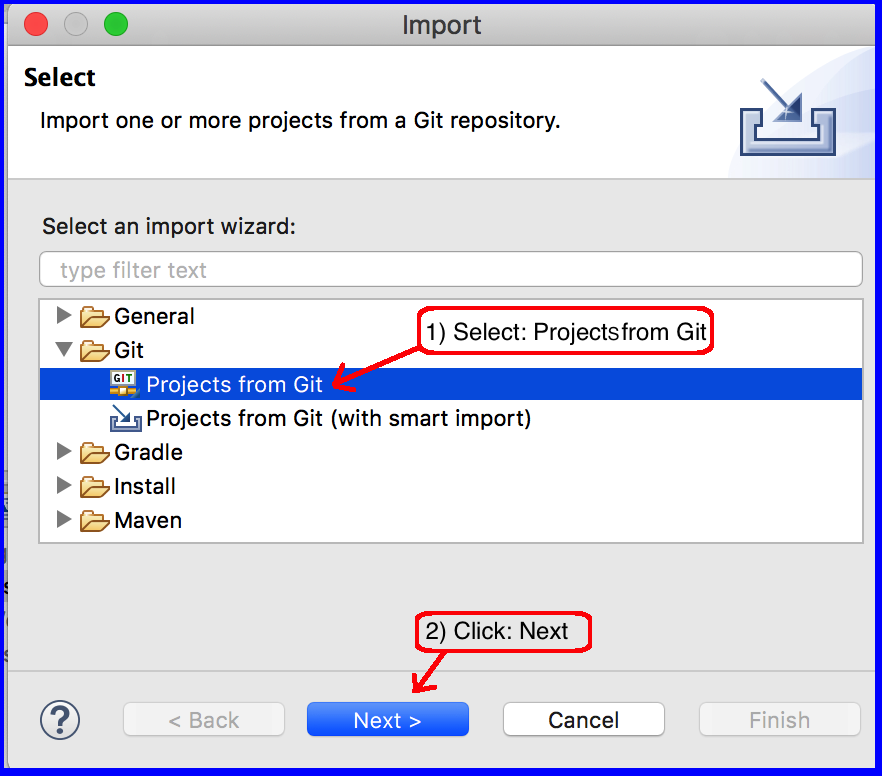 Import
Select
Import one or more projects from a Git repository.
Select an import wizard:
type filter text
General
1) Select: Projectsfrom Git
Git
GIT
Projects from Git
Projects from Git (with smart import)
Gradle
Install
Maven
2) Click: Next
?
< Back
Next >
Cancel
Finish